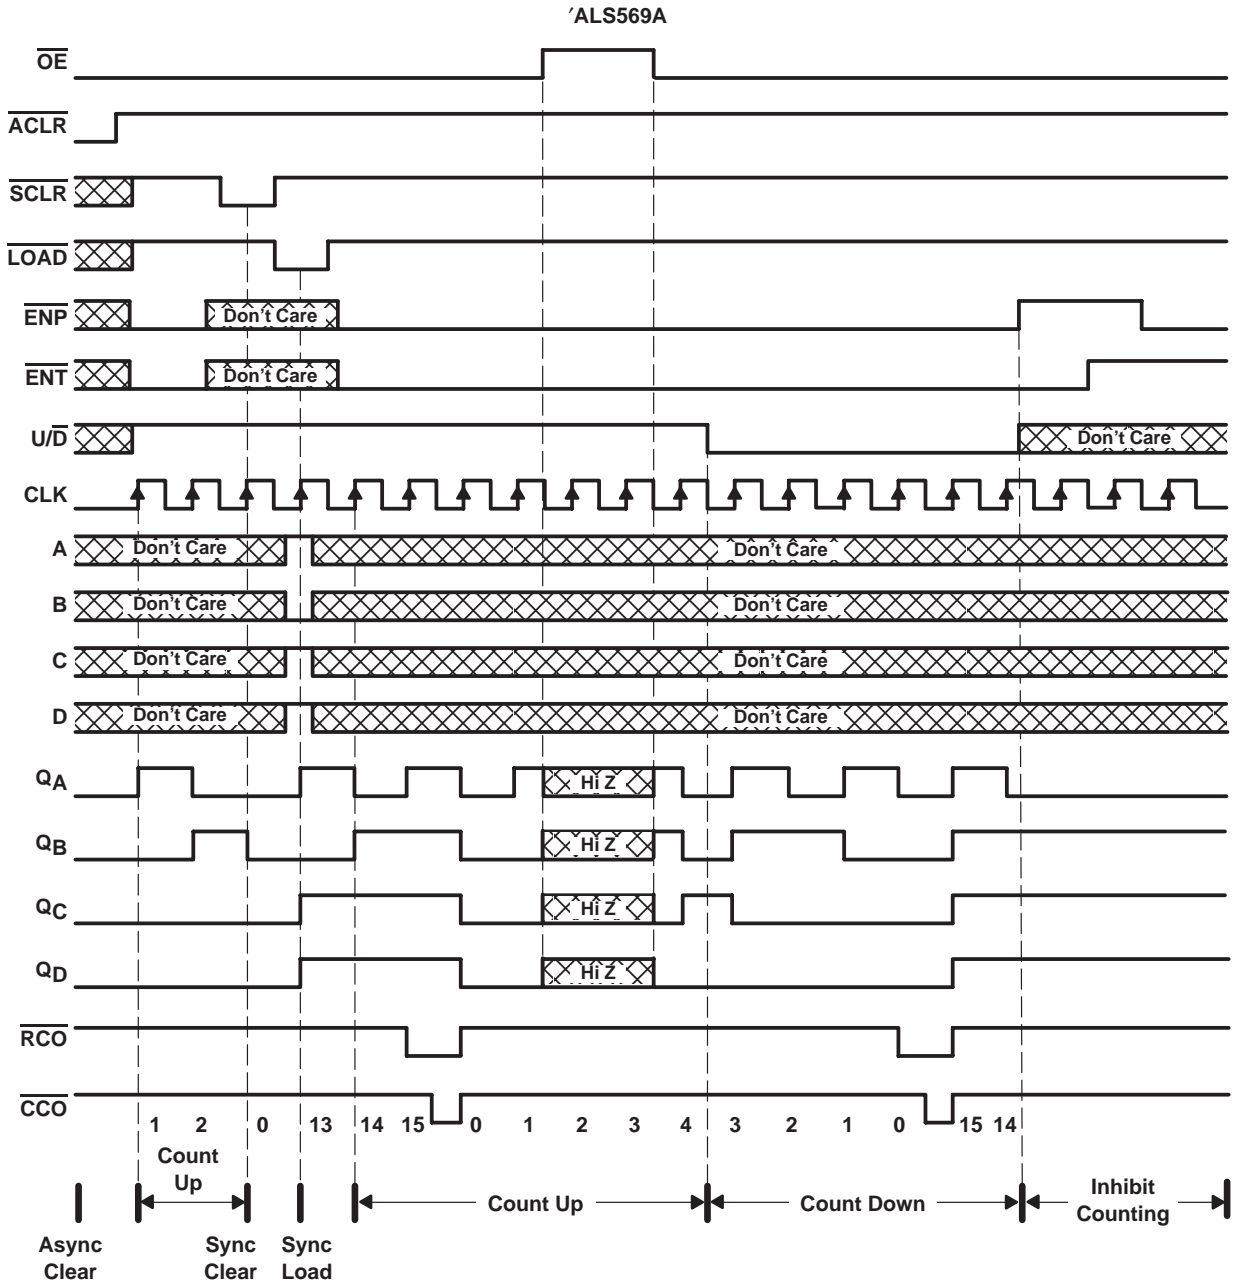 ′ALS569A
OE
ACLR
SCLR
LOAD
ENP Don't Care
ENT Don't Care
U/D Don't Care
CLK
A Don't Care Don't Care
B Don't Care Don't Care
C Don't Care Don't Care
D Don't Care Don't Care
QA Hi Z
QB Hi Z
QC Hi Z
QD Hi Z
RCO
CCO
1 2 0 13 14 15 0 1 2 3 4 3 2 1 0 15 14
Count
Up
Count Up
Count Down
Inhibit
Counting
Async
Clear
Sync
Clear
Sync
Load